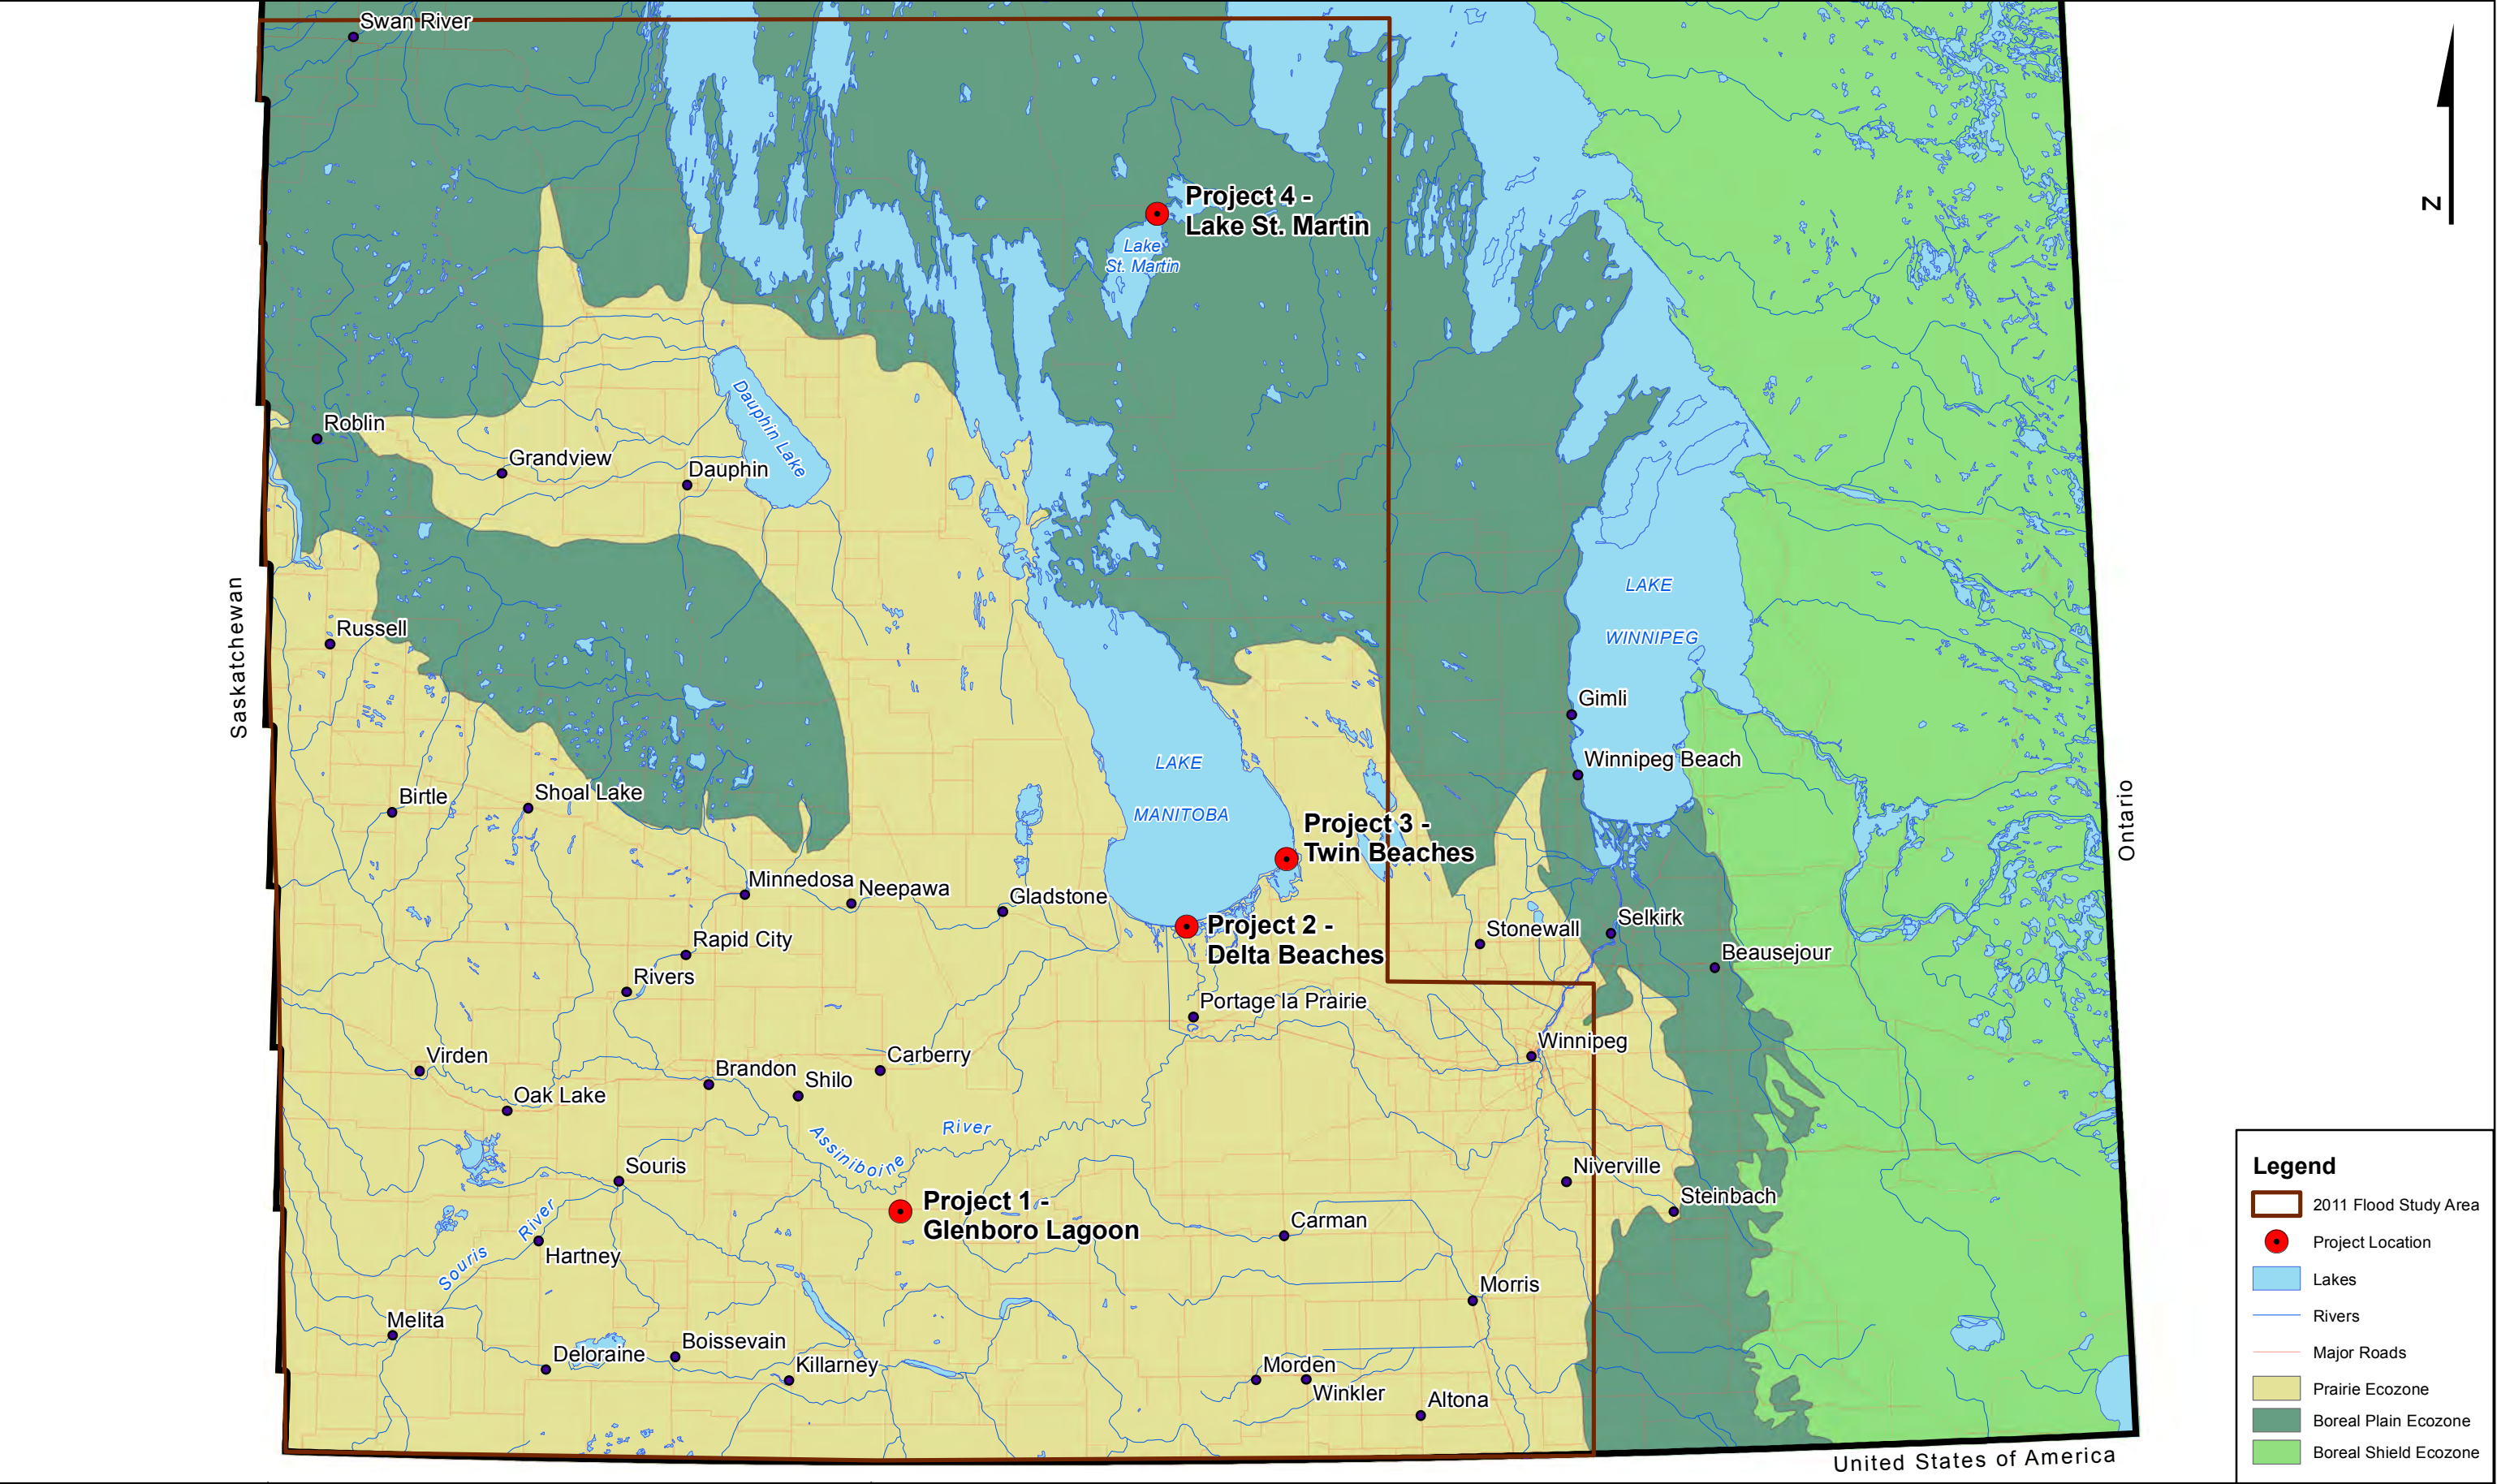 Swan River
Project 4 -
Lake St. Martin
Lake
St. Martin
N
Dauphin Lake
Roblin
Grandview
Dauphin
Saskatchewan
LAKE
WINNIPEG
Russell
Gimli
Winnipeg Beach
LAKE
MANITOBA
Birtle
Shoal Lake
Ontario
Project 3 -
Twin Beaches
Minnedosa
Neepawa
Gladstone
Project 2 -
Delta Beaches
Stonewall
Selkirk
Beausejour
Rapid City
Rivers
Portage la Prairie
Winnipeg
Virden
Brandon
Carberry
Shilo
Oak Lake
Assiniboine
River
Souris
Niverville
Steinbach
Project 1 -
Glenboro Lagoon
Carman
Souris
River
Hartney
Morris
Melita
Deloraine
Boissevain
Killarney
Morden
Winkler
Altona
United States of America
Legend
2011 Flood Study Area
Project Location
Lakes
Rivers
Major Roads
Prairie Ecozone
Boreal Plain Ecozone
Boreal Shield Ecozone